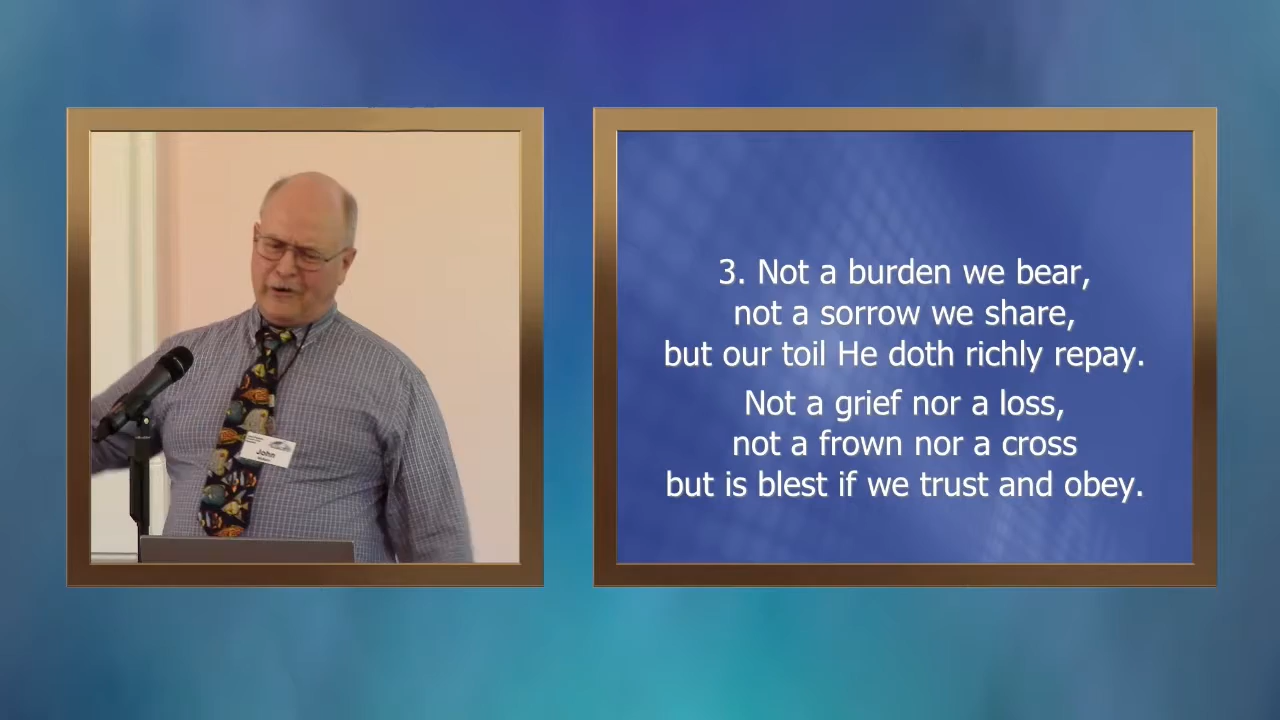 John
3. Not a burden we bear,
not a sorrow we share,
but our toil He doth richly repay.
Not a grief nor a loss,
not a frown nor a cross
but is blest if we trust and obey.